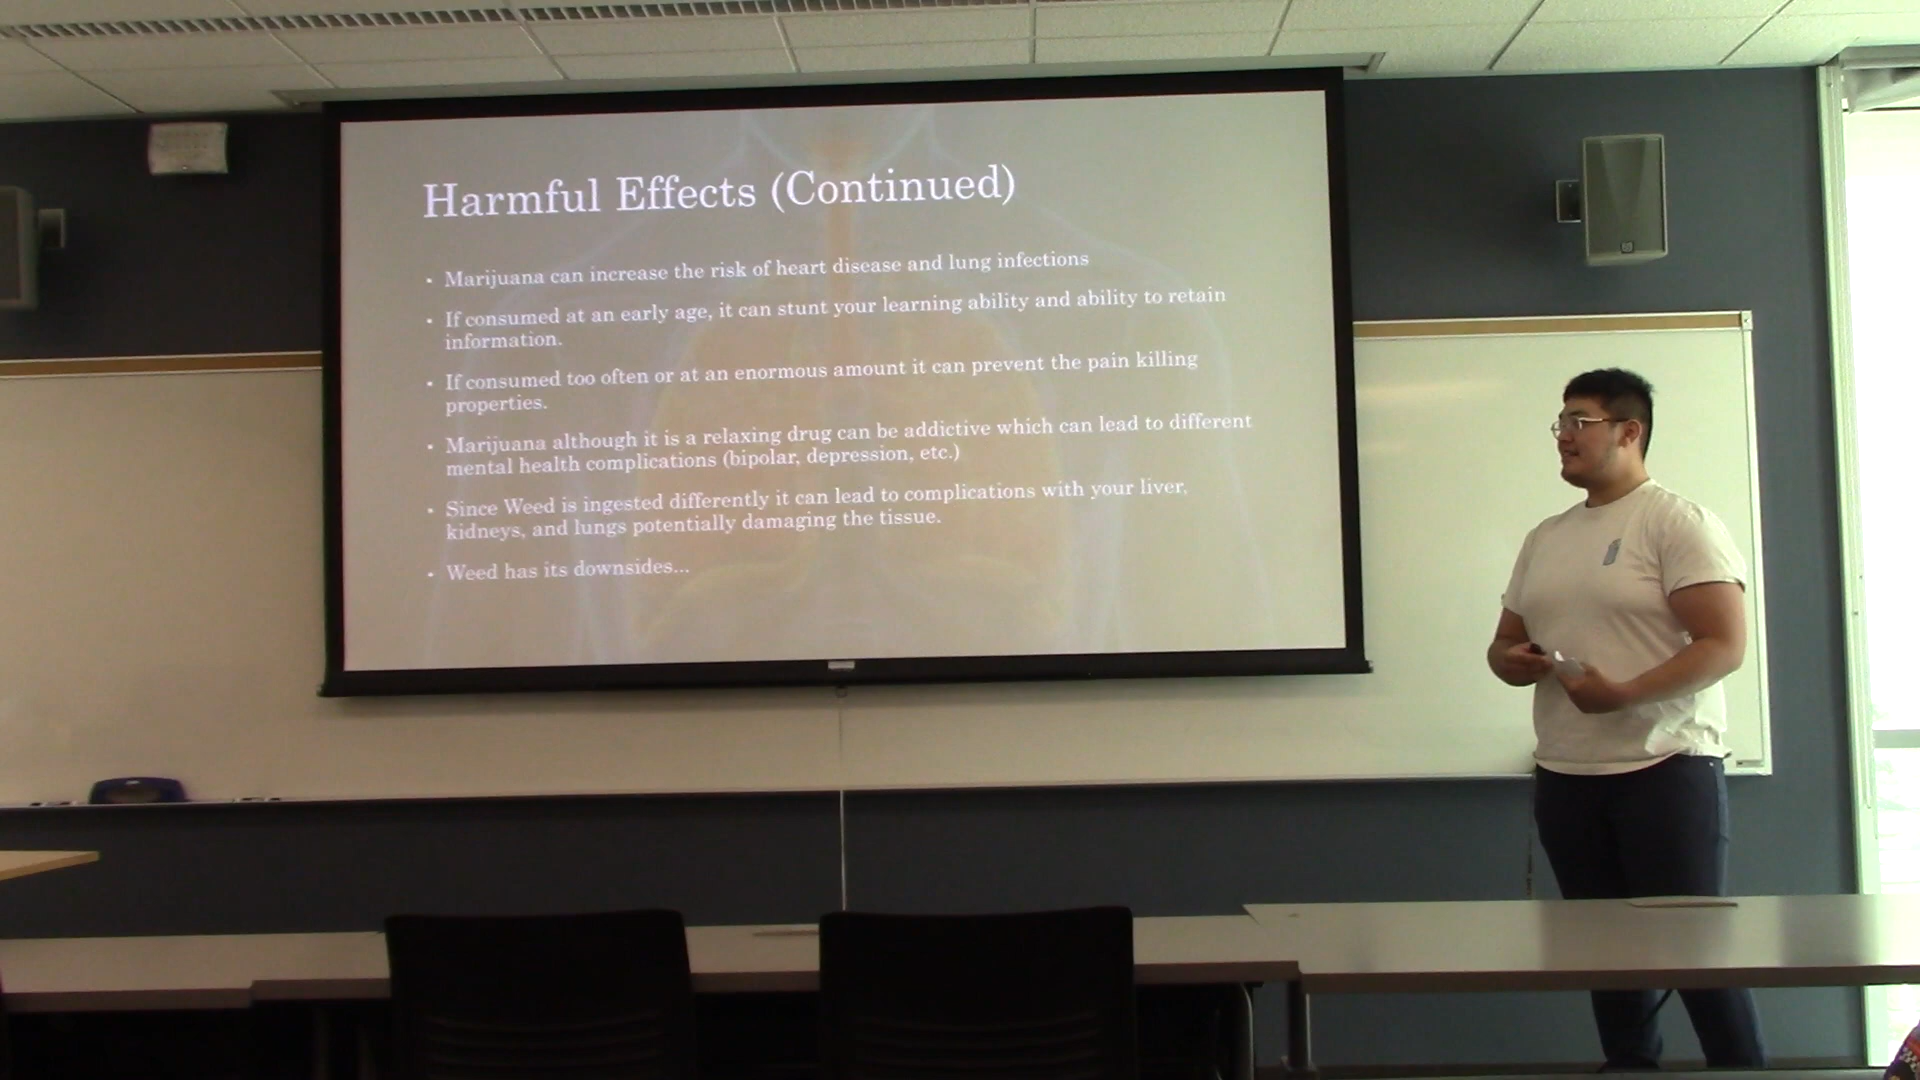 Harmful Effects (Continued)
• Marijuana can increase the risk of heart disease and lung infections
• If consumed at an early age, it can stunt your learning ability and ability to retain
information.
• If consumed too often or at an enormous amount it can prevent the pain killing
properties.
• Marijuana although it is a relaxing drug can be addictive which can lead to different
mental health complications (bipolar, depression, etc.)
• Since Weed is ingested differently it can lead to complications with your liver,
kidneys, and lungs potentially damaging the tissue.
• Weed has its downsides...